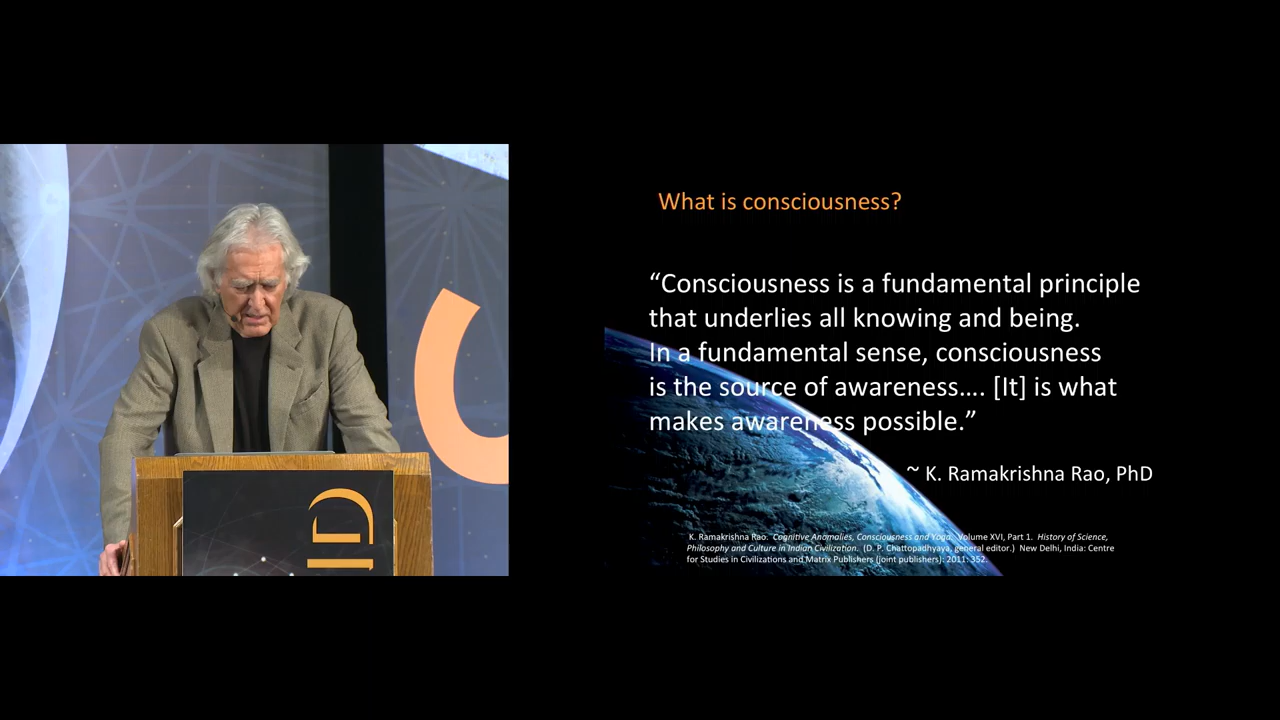 What is consciousness?
“Consciousness is a fundamental principle
that underlies all knowing and being.
In a fundamental sense, consciousness
is the source of awareness.... [It] is what
makes awareness possible.”
~ K. Ramakrishna Rao, PhD
K. Ramakrishna Rao. Cognitive Anomalies, Consciousness and Yoga. Volume XVI, Part 1. History of Science,
Philosophy and Culture in Indian Civilization. (D. P. Chattopadhyaya, general editor.) New Delhi, India: Centre
for Studies in Civilizations and Matrix Publishers (joint publishers): 2011: 352.